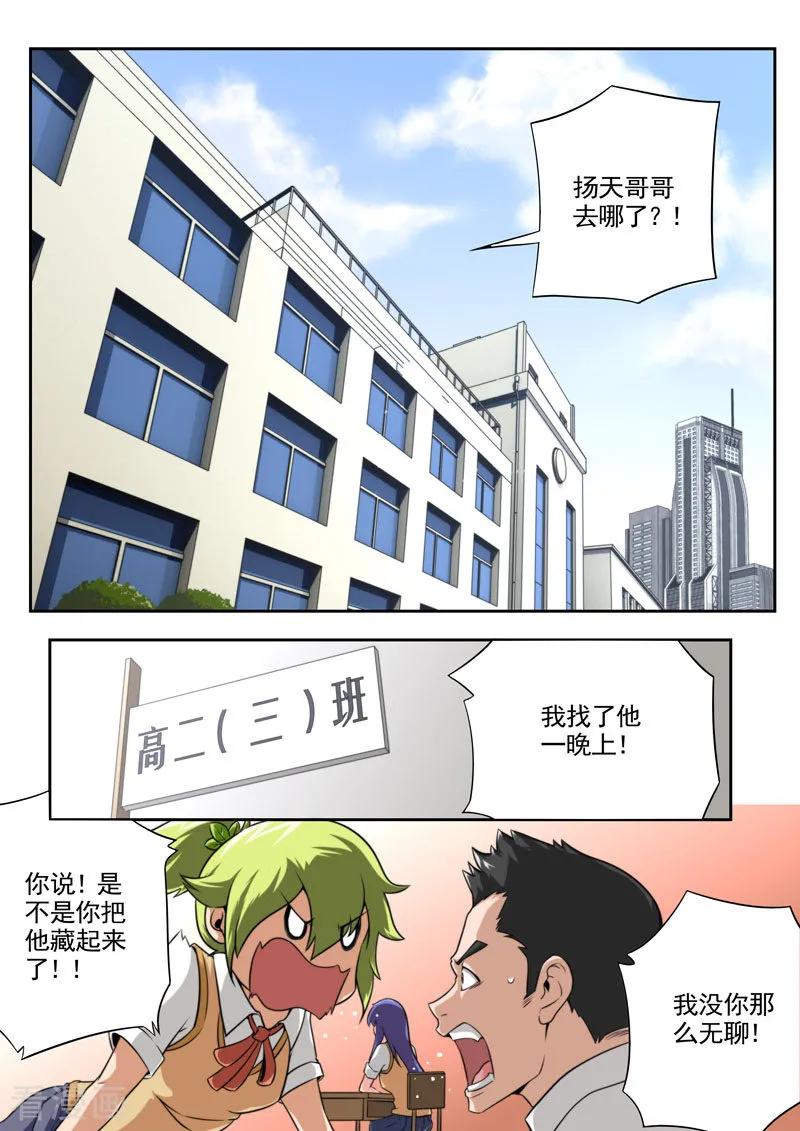 扬天哥哥
去哪了？！
高二（三）班
我找了他
一晚上！
你说！是
不是你把
他藏起来
了！！
我没你那
么无聊！
看漫画